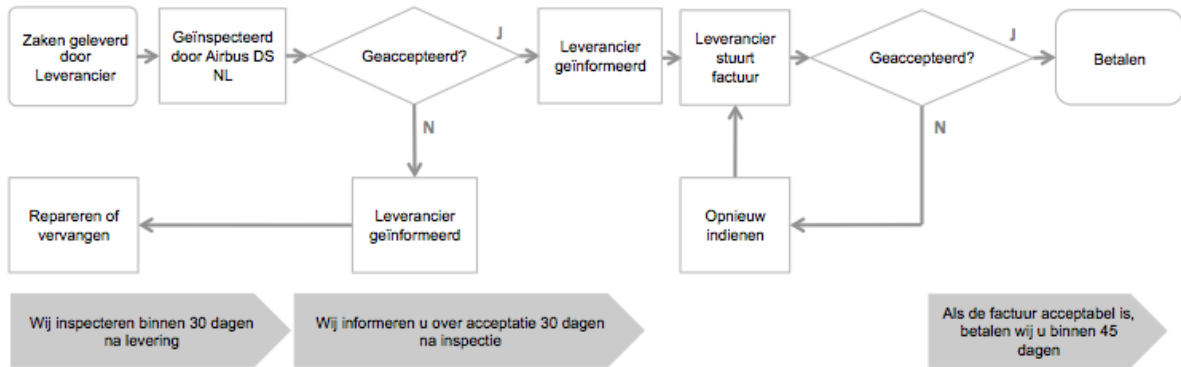 Zaken geleverd
door
Leverancier
Geïnspecteerd
door Airbus DS
NL
Geaccepteerd?
J
N
Leverancier
geïnformeerd
Leverancier
stuurt
factuur
Geaccepteerd?
J
N
Betalen
Repareren of
vervangen
Leverancier
geïnformeerd
Opnieuw
indienen
Wij inspecteren binnen 30 dagen
na levering
Wij informeren u over acceptatie 30 dagen
na inspectie
Als de factuur acceptabel is,
betalen wij u binnen 45
dagen